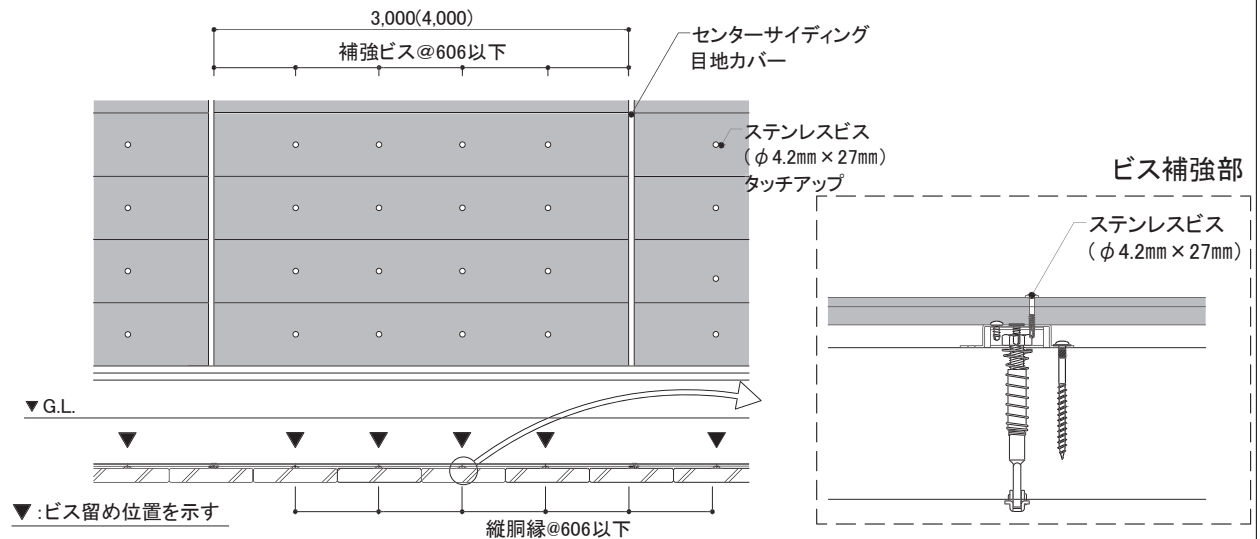 3,000(4,000)
補強ビス@606以下
センターサイディング
目地カバー
ステンレスビス
(φ4.2㎜×27㎜)
タッチアップ
ビス補強部
ステンレスビス
(φ4.2㎜×27㎜)
▼G.L.
▼:ビス留め位置を示す
縦胴縁@606以下